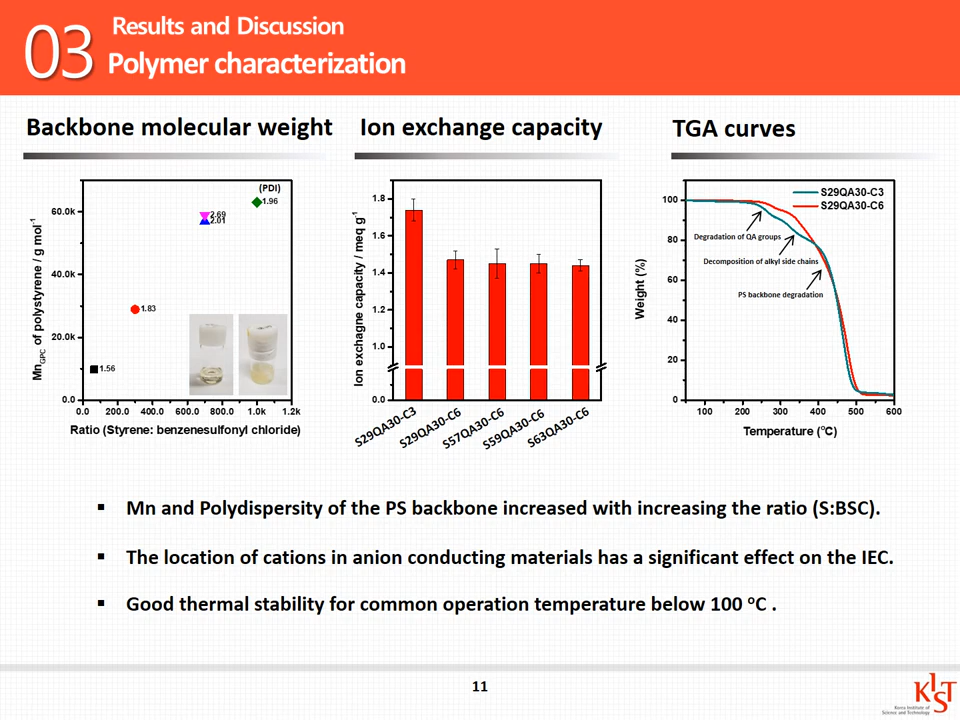 03
Results and Discussion
Polymer characterization
Backbone molecular weight
Ion exchange capacity
TGA curves
Mn_GPC of polystyrene / g mol⁻¹
60.0k
40.0k
20.0k
0.0
0.0 200.0 400.0 600.0 800.0 1.0k 1.2k
Ratio (Styrene: benzenesulfonyl chloride)
(PDI)
1.96
2.69
2.01
1.83
1.56
Ion exchagne capacity / meq g⁻¹
1.8
1.6
1.4
1.2
1.0
0.0
S29QA30-C3
S29QA30-C6
S57QA30-C6
S59QA30-C6
S63QA30-C6
Weight (%)
100
80
60
40
20
0
100 200 300 400 500 600
Temperature (°C)
S29QA30-C3
S29QA30-C6
Degradation of QA groups
Decomposition of alkyl side chains
PS backbone degradation
▪ Mn and Polydispersity of the PS backbone increased with increasing the ratio (S:BSC).
▪ The location of cations in anion conducting materials has a significant effect on the IEC.
▪ Good thermal stability for common operation temperature below 100 °C .
11
KIST
Korea Institute of
Science and Technology